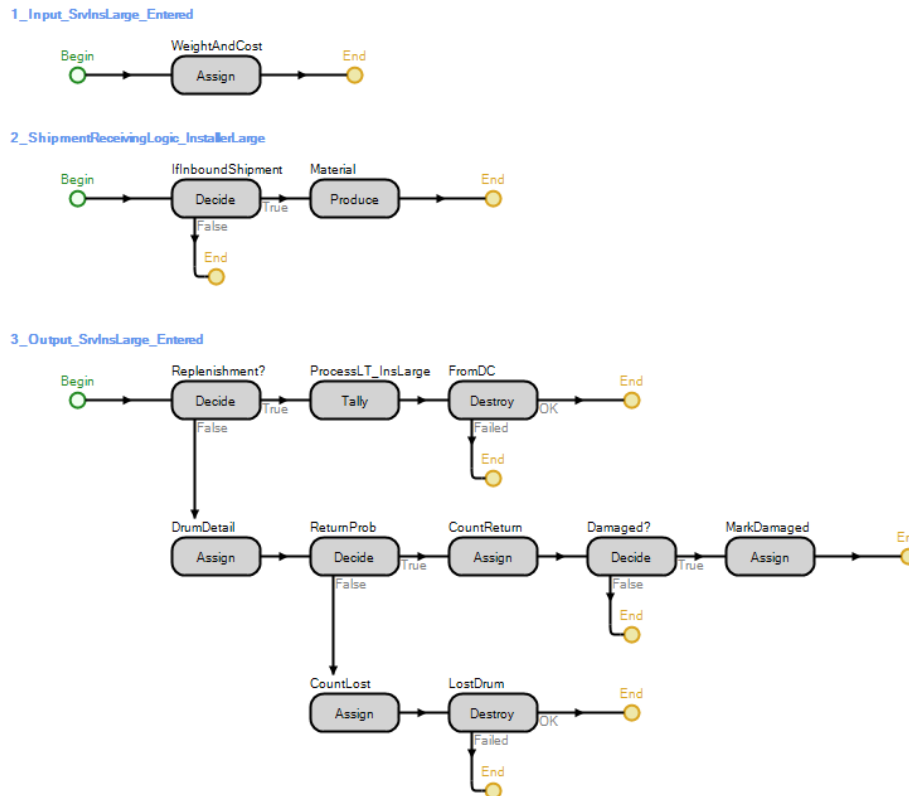 1_Input_SrvInsLarge_Entered
WeightAndCost
Begin
End
Assign
2_ShipmentReceivingLogic_InstallerLarge
IfInboundShipment
Material
Begin
End
Decide
Produce
True
False
End
3_Output_SrvInsLarge_Entered
Replenishment?
ProcessLT_InsLarge
FromDC
Begin
End
Decide
Tally
Destroy
True
OK
False
Failed
End
DrumDetail
ReturnProb
CountReturn
Damaged?
MarkDamaged
End
Assign
Decide
Assign
Decide
Assign
True
True
False
False
End
CountLost
LostDrum
End
Assign
Destroy
OK
Failed
End